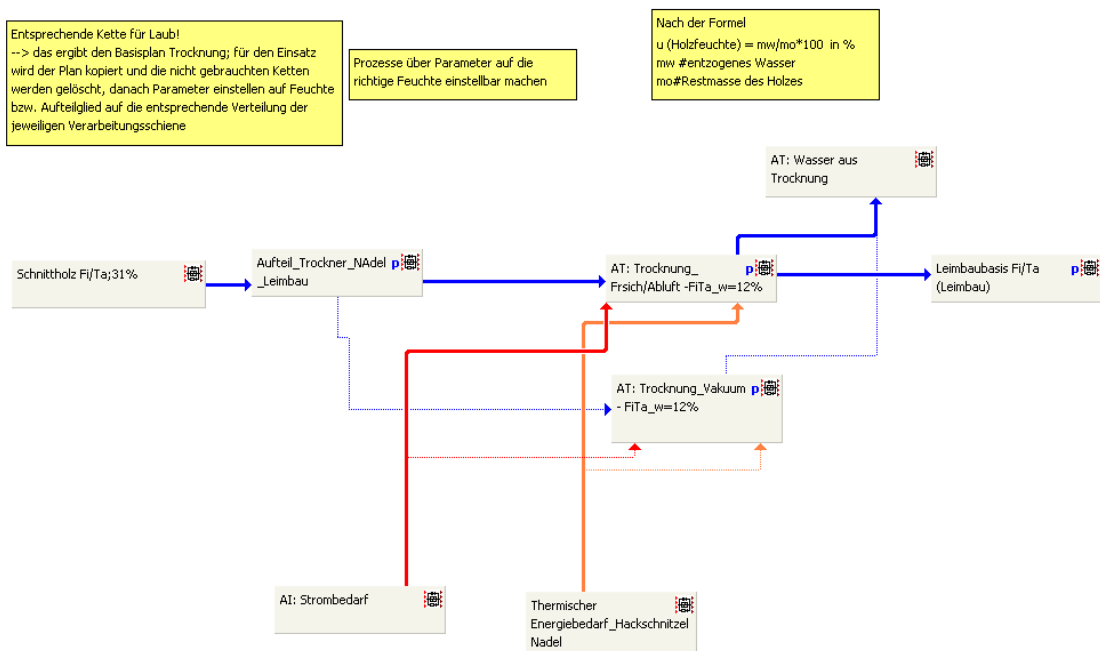 Entsprechende Kette für Laub!
--> das ergibt den Basisplan Trocknung; für den Einsatz
wird der Plan kopiert und die nicht gebrauchten Ketten
werden gelöscht, danach Parameter einstellen auf Feuchte
bzw. Aufteilglied auf die entsprechende Verteilung der
jeweiligen Verarbeitungsschiene
Prozesse über Parameter auf die
richtige Feuchte einstellbar machen
Nach der Formel
u (Holzfeuchte) = mw/mo*100 in %
mw #entzogenes Wasser
mo#Restmasse des Holzes
AT: Wasser aus
Trocknung
Schnittholz Fi/Ta;31%
Aufteil_Trockner_NAdel p
_Leimbau
AT: Trocknung_ p
Frsich/Abluft -FiTa_w=12%
Leimbaubasis Fi/Ta p
(Leimbau)
AT: Trocknung_Vakuum p
- FiTa_w=12%
AI: Strombedarf
Thermischer
Energiebedarf_Hackschnitzel
Nadel